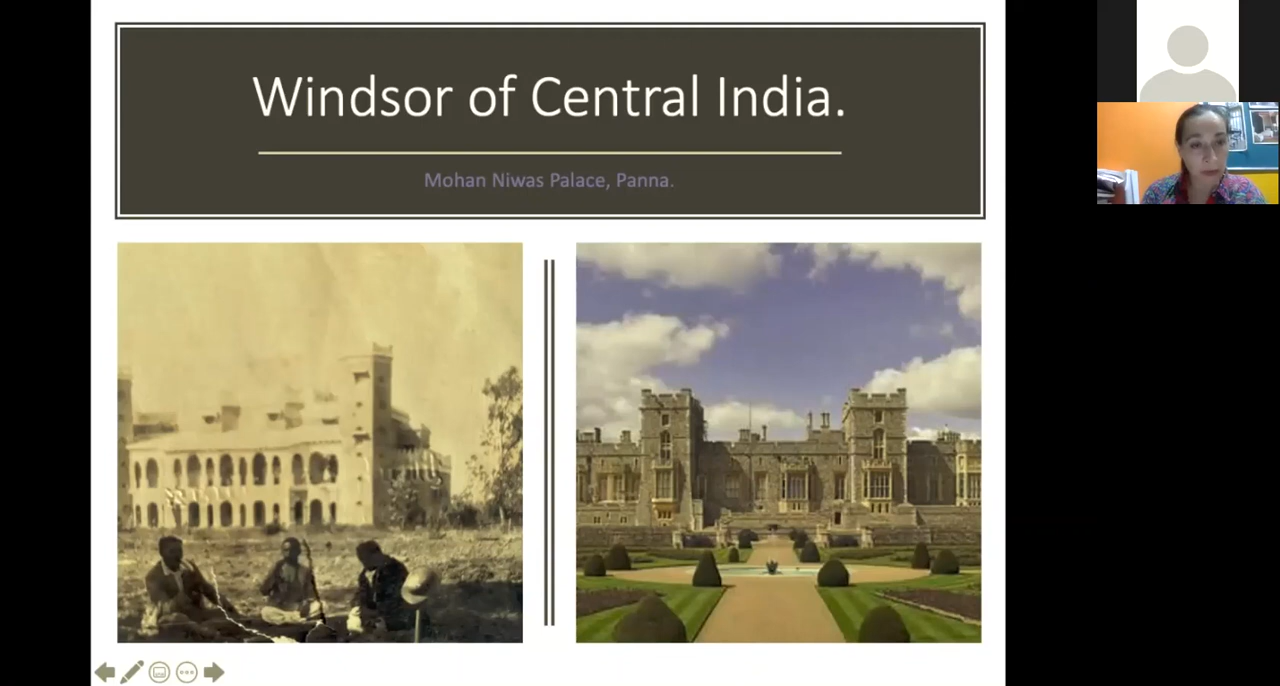 Windsor of Central India.
Mohan Niwas Palace, Panna.